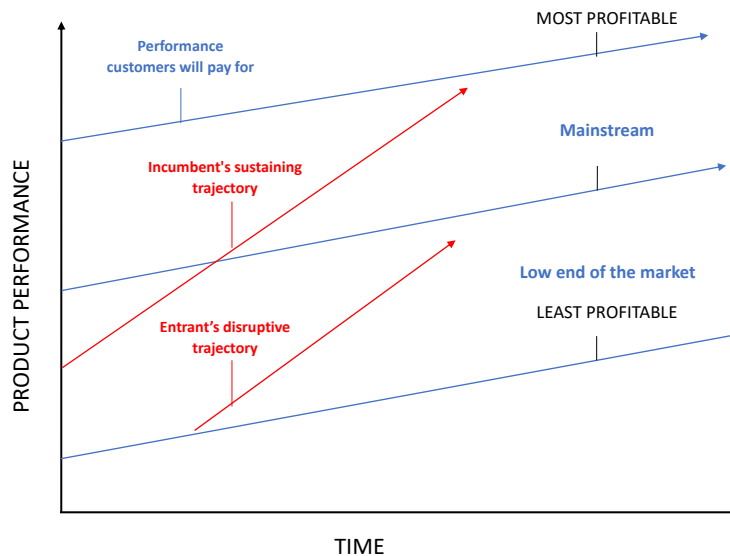 MOST PROFITABLE
Performance
customers will pay for
Mainstream
Incumbent's sustaining
trajectory
Low end of the market
LEAST PROFITABLE
Entrant’s disruptive
trajectory
PRODUCT PERFORMANCE
TIME